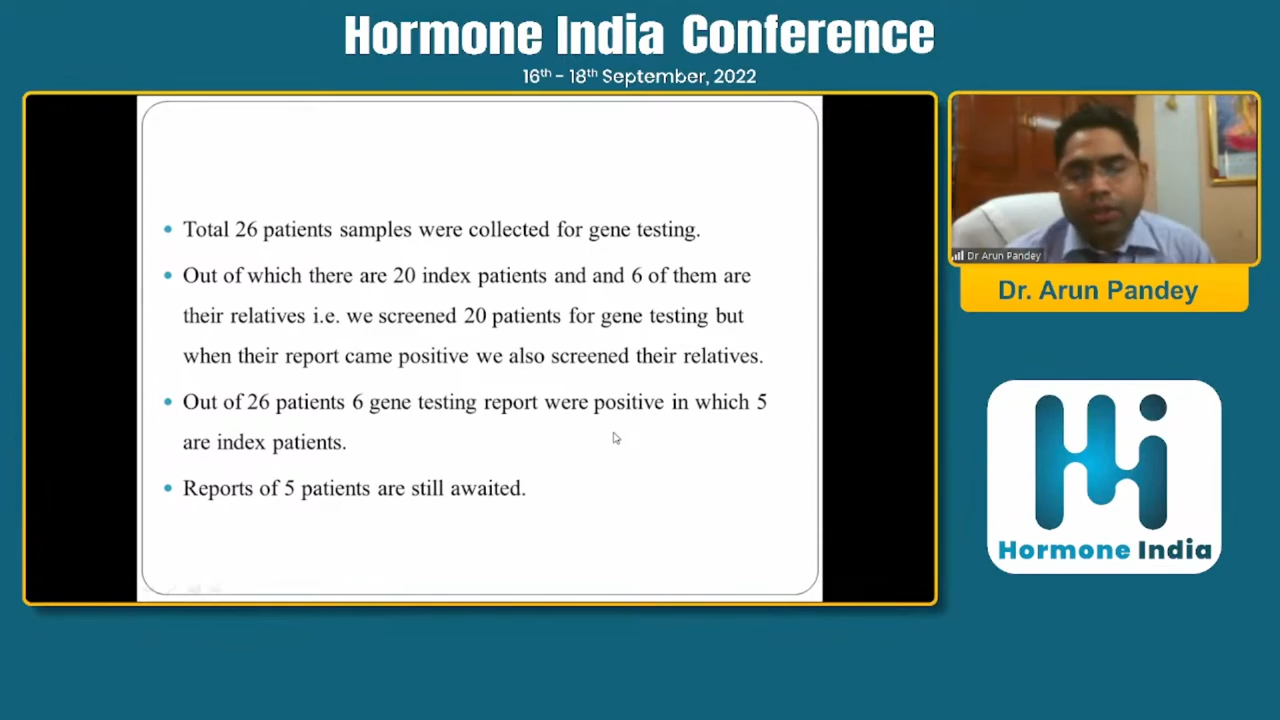 Hormone India Conference
16th - 18th September, 2022
• Total 26 patients samples were collected for gene testing.
• Out of which there are 20 index patients and and 6 of them are
their relatives i.e. we screened 20 patients for gene testing but
when their report came positive we also screened their relatives.
• Out of 26 patients 6 gene testing report were positive in which 5
are index patients.
• Reports of 5 patients are still awaited.
Dr Arun Pandey
Dr. Arun Pandey
Hi
Hormone India